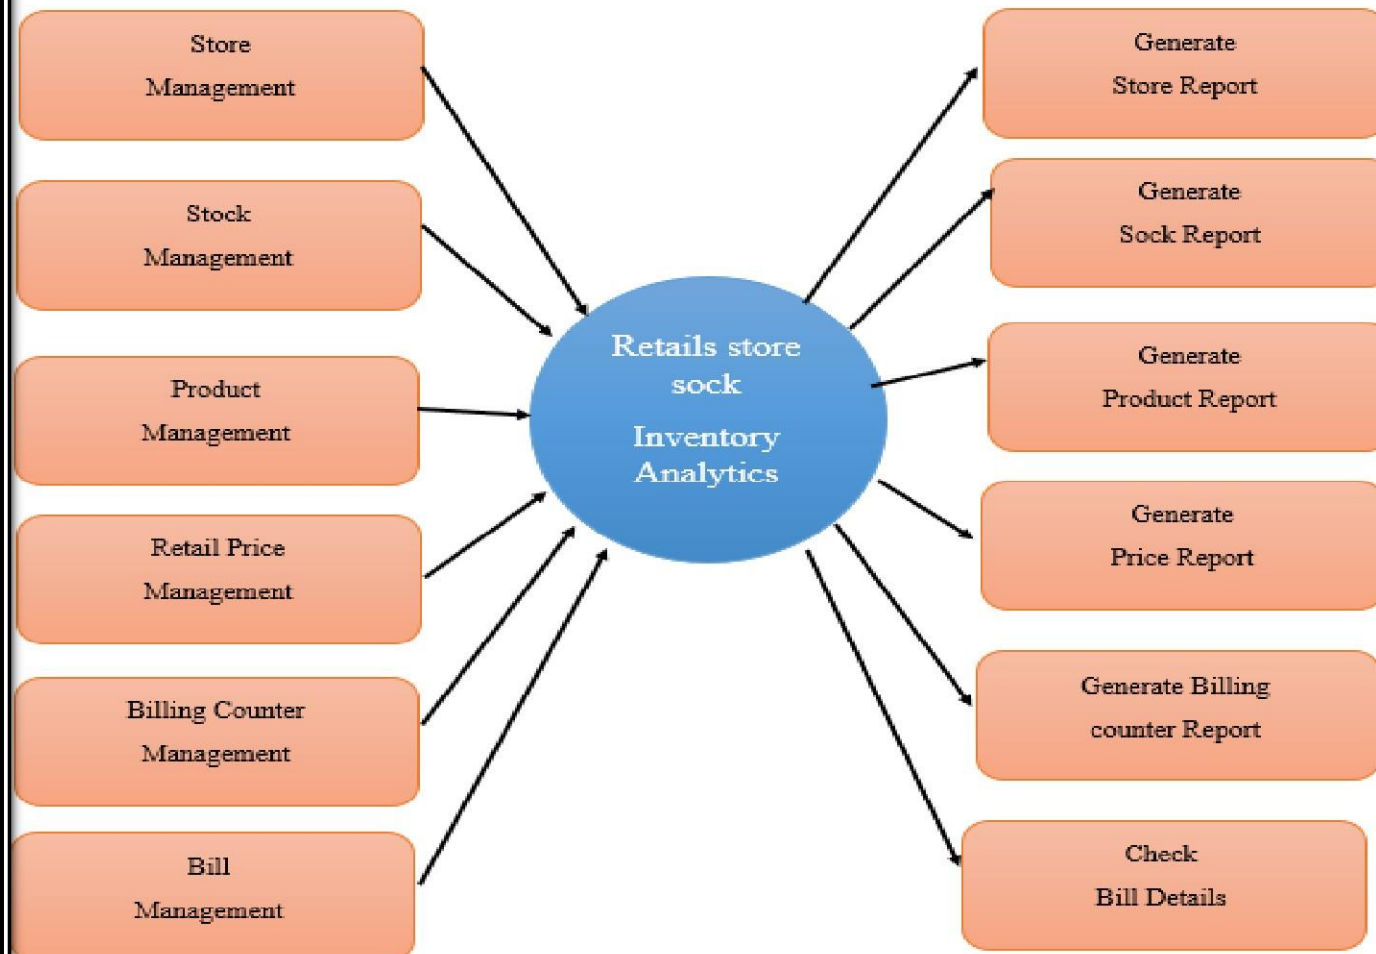 Store
Management
Stock
Management
Product
Management
Retail Price
Management
Billing Counter
Management
Bill
Management
Retails store
sock
Inventory
Analytics
Generate
Store Report
Generate
Sock Report
Generate
Product Report
Generate
Price Report
Generate Billing
counter Report
Check
Bill Details